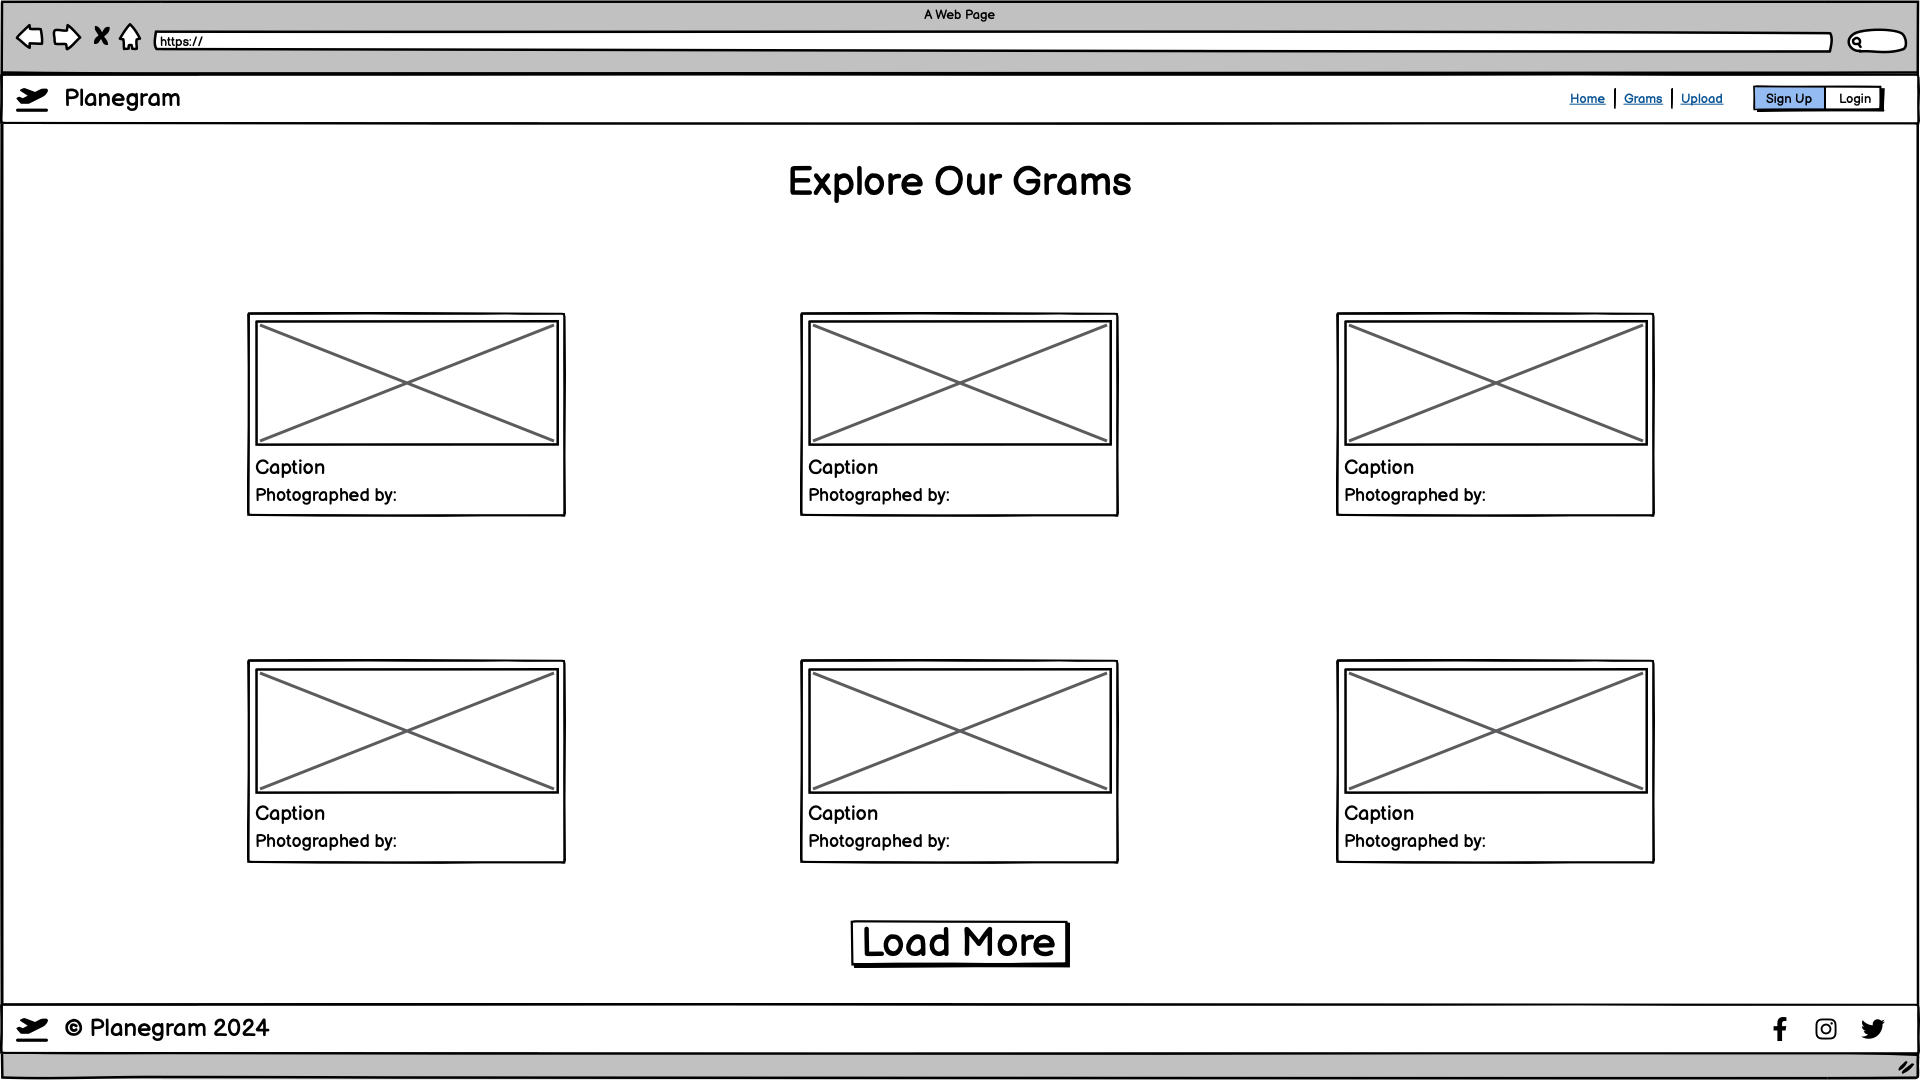 A Web Page
https://
Planegram
Home Grams Upload Sign Up Login
Explore Our Grams
Caption
Photographed by:
Caption
Photographed by:
Caption
Photographed by:
Caption
Photographed by:
Caption
Photographed by:
Caption
Photographed by:
Load More
© Planegram 2024